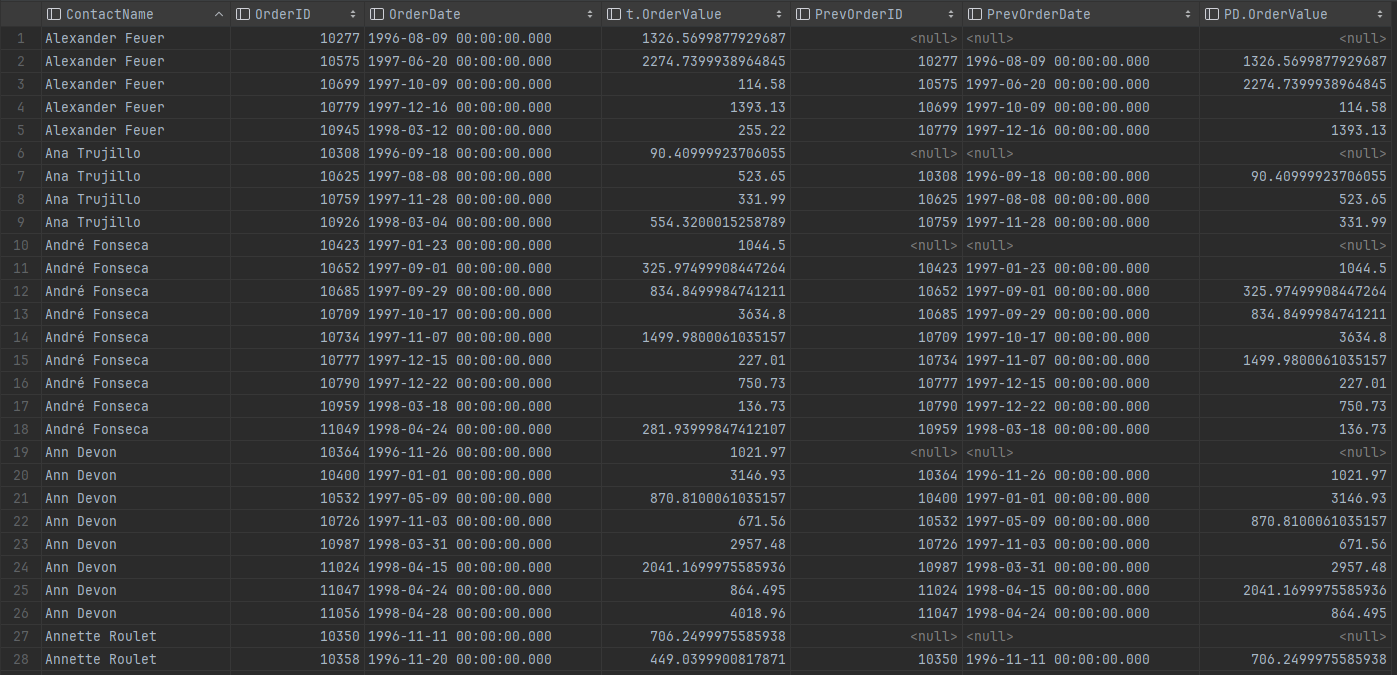 ContactName OrderID OrderDate t.OrderValue PrevOrderID PrevOrderDate PD.OrderValue
1 Alexander Feuer 10277 1996-08-09 00:00:00.000 1326.5699877929687 <null> <null> <null>
2 Alexander Feuer 10575 1997-06-20 00:00:00.000 2274.7399938964845 10277 1996-08-09 00:00:00.000 1326.5699877929687
3 Alexander Feuer 10699 1997-10-09 00:00:00.000 114.58 10575 1997-06-20 00:00:00.000 2274.7399938964845
4 Alexander Feuer 10779 1997-12-16 00:00:00.000 1393.13 10699 1997-10-09 00:00:00.000 114.58
5 Alexander Feuer 10945 1998-03-12 00:00:00.000 255.22 10779 1997-12-16 00:00:00.000 1393.13
6 Ana Trujillo 10308 1996-09-18 00:00:00.000 90.40999923706055 <null> <null> <null>
7 Ana Trujillo 10625 1997-08-08 00:00:00.000 523.65 10308 1996-09-18 00:00:00.000 90.40999923706055
8 Ana Trujillo 10759 1997-11-28 00:00:00.000 331.99 10625 1997-08-08 00:00:00.000 523.65
9 Ana Trujillo 10926 1998-03-04 00:00:00.000 554.3200015258789 10759 1997-11-28 00:00:00.000 331.99
10 André Fonseca 10423 1997-01-23 00:00:00.000 1044.5 <null> <null> <null>
11 André Fonseca 10652 1997-09-01 00:00:00.000 325.97499908447264 10423 1997-01-23 00:00:00.000 1044.5
12 André Fonseca 10685 1997-09-29 00:00:00.000 834.8499984741211 10652 1997-09-01 00:00:00.000 325.97499908447264
13 André Fonseca 10709 1997-10-17 00:00:00.000 3634.8 10685 1997-09-29 00:00:00.000 834.8499984741211
14 André Fonseca 10734 1997-11-07 00:00:00.000 1499.9800061035157 10709 1997-10-17 00:00:00.000 3634.8
15 André Fonseca 10777 1997-12-15 00:00:00.000 227.01 10734 1997-11-07 00:00:00.000 1499.9800061035157
16 André Fonseca 10790 1997-12-22 00:00:00.000 750.73 10777 1997-12-15 00:00:00.000 227.01
17 André Fonseca 10959 1998-03-18 00:00:00.000 136.73 10790 1997-12-22 00:00:00.000 750.73
18 André Fonseca 11049 1998-04-24 00:00:00.000 281.93999847412107 10959 1998-03-18 00:00:00.000 136.73
19 Ann Devon 10364 1996-11-26 00:00:00.000 1021.97 <null> <null> <null>
20 Ann Devon 10400 1997-01-01 00:00:00.000 3146.93 10364 1996-11-26 00:00:00.000 1021.97
21 Ann Devon 10532 1997-05-09 00:00:00.000 870.8100061035157 10400 1997-01-01 00:00:00.000 3146.93
22 Ann Devon 10726 1997-11-03 00:00:00.000 671.56 10532 1997-05-09 00:00:00.000 870.8100061035157
23 Ann Devon 10987 1998-03-31 00:00:00.000 2957.48 10726 1997-11-03 00:00:00.000 671.56
24 Ann Devon 11024 1998-04-15 00:00:00.000 2041.1699975585936 10987 1998-03-31 00:00:00.000 2957.48
25 Ann Devon 11047 1998-04-24 00:00:00.000 864.495 11024 1998-04-15 00:00:00.000 2041.1699975585936
26 Ann Devon 11056 1998-04-28 00:00:00.000 4018.96 11047 1998-04-24 00:00:00.000 864.495
27 Annette Roulet 10350 1996-11-11 00:00:00.000 706.2499975585938 <null> <null> <null>
28 Annette Roulet 10358 1996-11-20 00:00:00.000 449.0399900817871 10350 1996-11-11 00:00:00.000 706.2499975585938